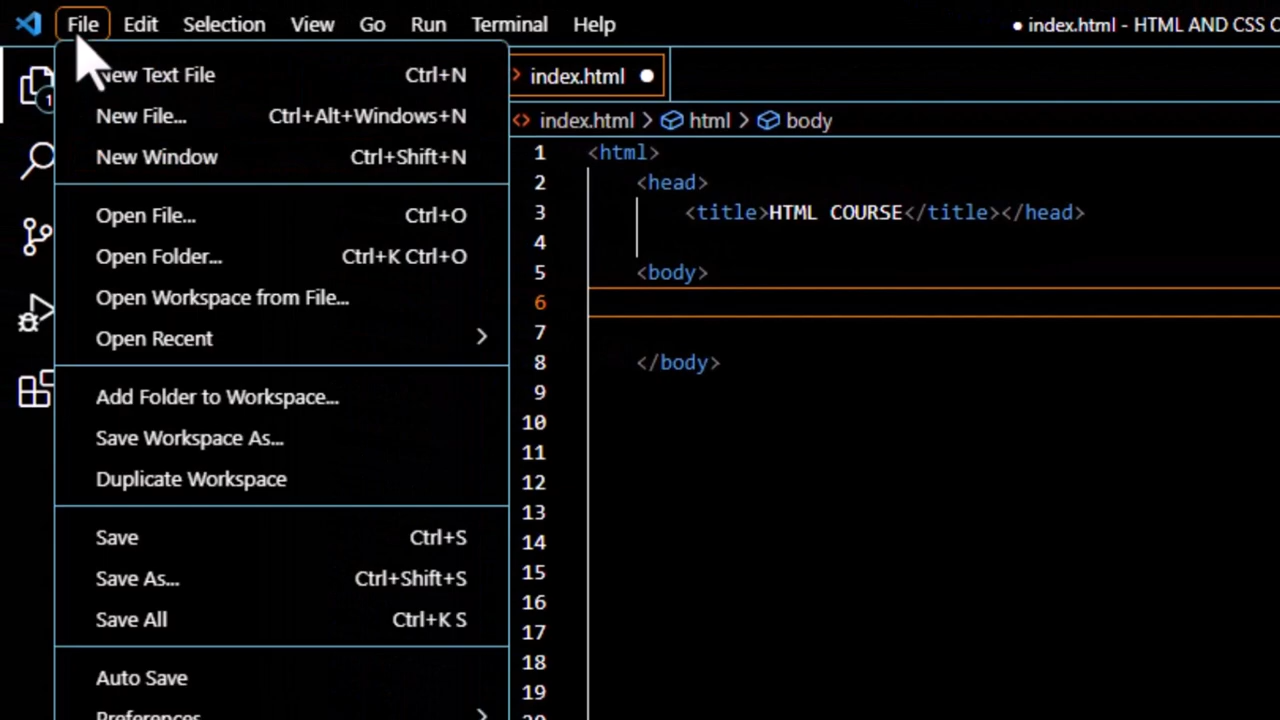 File Edit Selection View Go Run Terminal Help ● index.html - HTML AND CSS C
New Text File Ctrl+N
New File... Ctrl+Alt+Windows+N
New Window Ctrl+Shift+N
Open File... Ctrl+O
Open Folder... Ctrl+K Ctrl+O
Open Workspace from File...
Open Recent >
Add Folder to Workspace...
Save Workspace As...
Duplicate Workspace
Save Ctrl+S
Save As... Ctrl+Shift+S
Save All Ctrl+K S
Auto Save
Preferences >
1
index.html ●
<> index.html > html > body
1 <html>
2 <head>
3 <title>HTML COURSE</title></head>
4
5 <body>
6
7
8 </body>
9
10
11
12
13
14
15
16
17
18
19
20